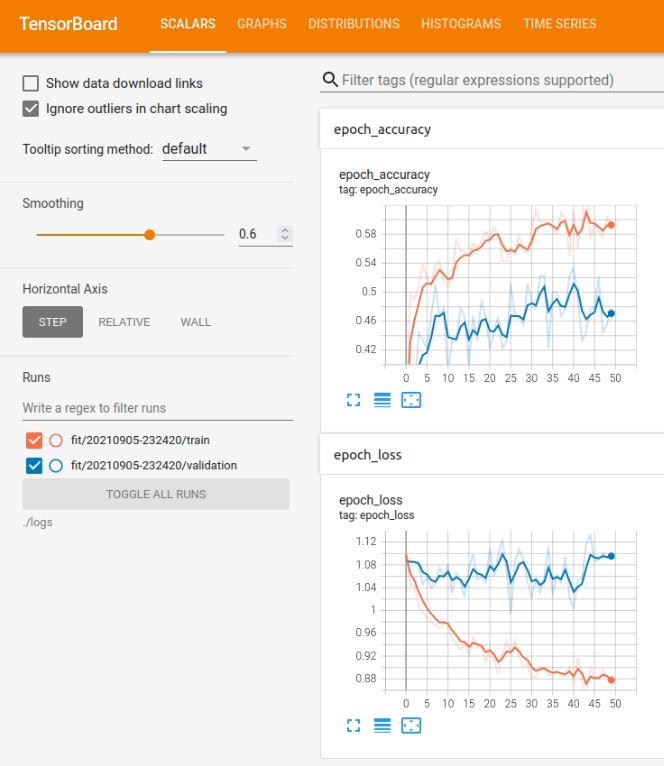 TensorBoard
SCALARS GRAPHS DISTRIBUTIONS HISTOGRAMS TIME SERIES
Show data download links
Ignore outliers in chart scaling
Tooltip sorting method: default
Smoothing
0.6
Horizontal Axis
STEP RELATIVE WALL
Runs
Write a regex to filter runs
fit/20210905-232420/train
fit/20210905-232420/validation
TOGGLE ALL RUNS
./logs
Filter tags (regular expressions supported)
epoch_accuracy
epoch_accuracy
tag: epoch_accuracy
0.58
0.54
0.5
0.46
0.42
0 5 10 15 20 25 30 35 40 45 50
epoch_loss
epoch_loss
tag: epoch_loss
1.12
1.08
1.04
1
0.96
0.92
0.88
0 5 10 15 20 25 30 35 40 45 50